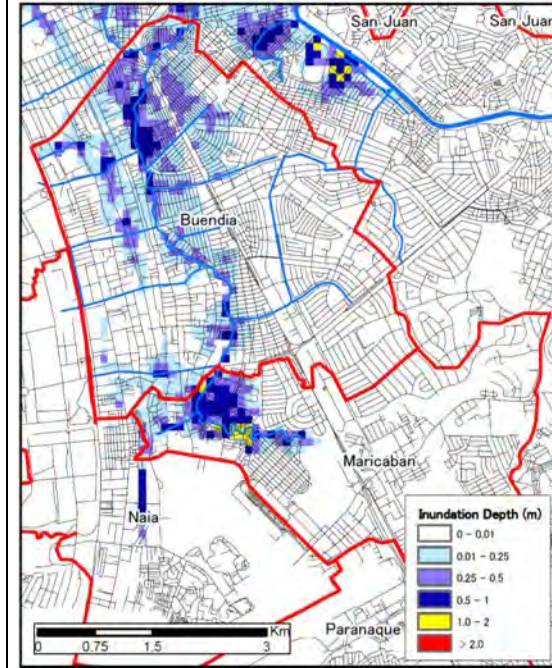 San Juan
San Juan
Buendia
Maricaban
Naia
Paranaque
Inundation Depth (m)
0 - 0.01
0.01 - 0.25
0.25 - 0.5
0.5 - 1
1.0 - 2
> 2.0
Km
0 0.75 1.5 3